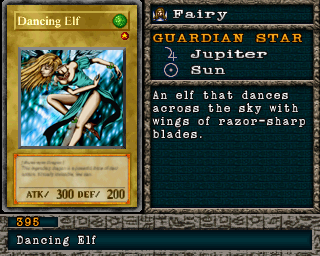 Dancing Elf
ATK/ 300 DEF/ 200
Fairy
GUARDIAN STAR
Jupiter
Sun
An elf that dances
across the sky with
wings of razor-sharp
blades.
395
Dancing Elf